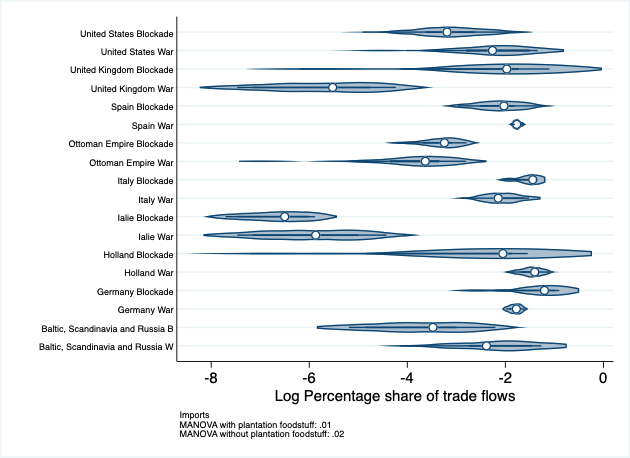 United States Blockade
United States War
United Kingdom Blockade
United Kingdom War
Spain Blockade
Spain War
Ottoman Empire Blockade
Ottoman Empire War
Italy Blockade
Italy War
Ialie Blockade
Ialie War
Holland Blockade
Holland War
Germany Blockade
Germany War
Baltic, Scandinavia and Russia B
Baltic, Scandinavia and Russia W
-8 -6 -4 -2 0
Log Percentage share of trade flows
Imports
MANOVA with plantation foodstuff: .01
MANOVA without plantation foodstuff: .02